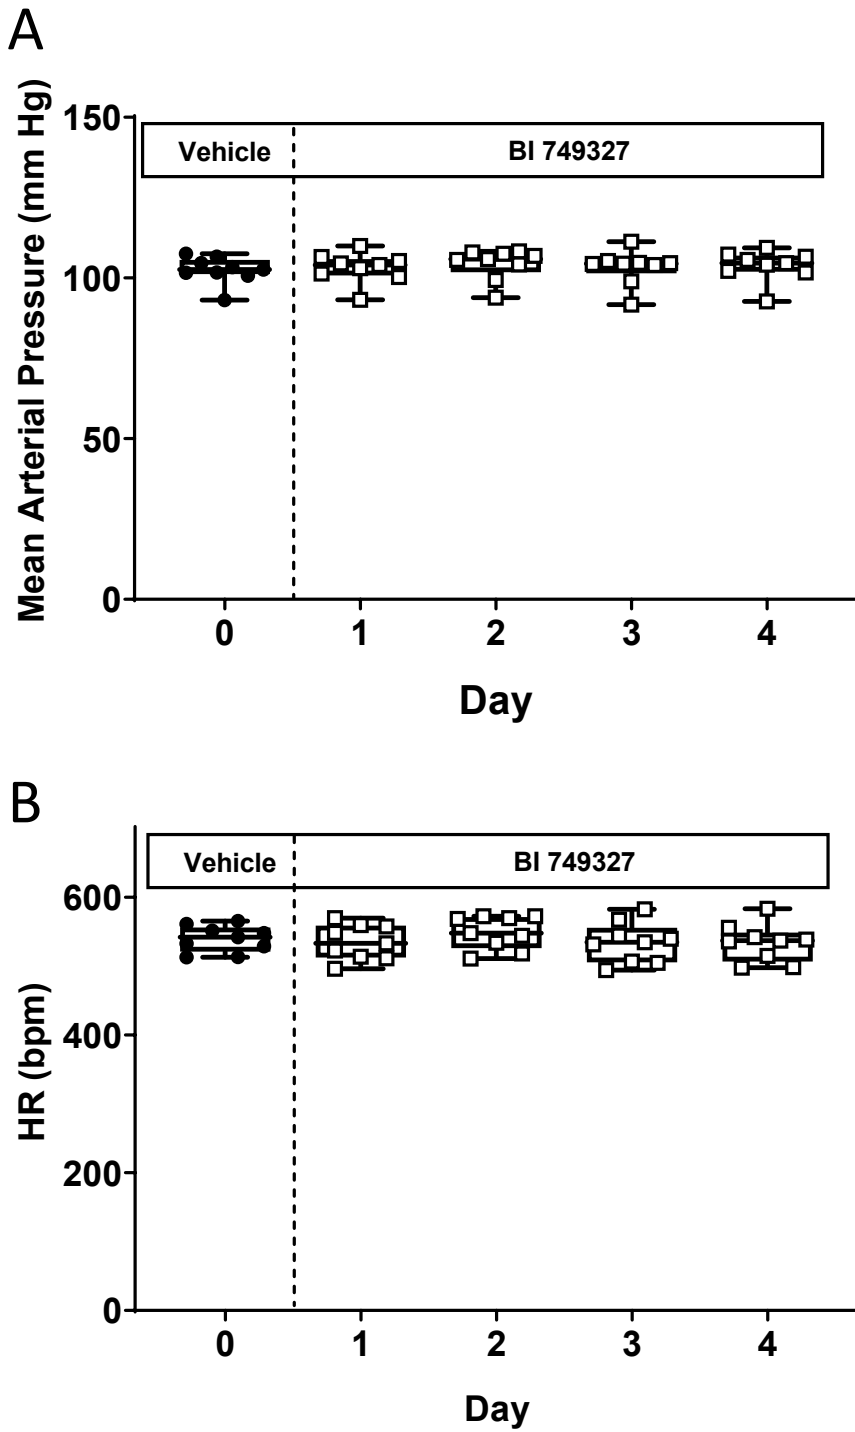 A
Mean Arterial Pressure (mm Hg)
150
100
50
0
Vehicle
BI 749327
0 1 2 3 4
Day
B
HR (bpm)
600
400
200
0
Vehicle
BI 749327
0 1 2 3 4
Day